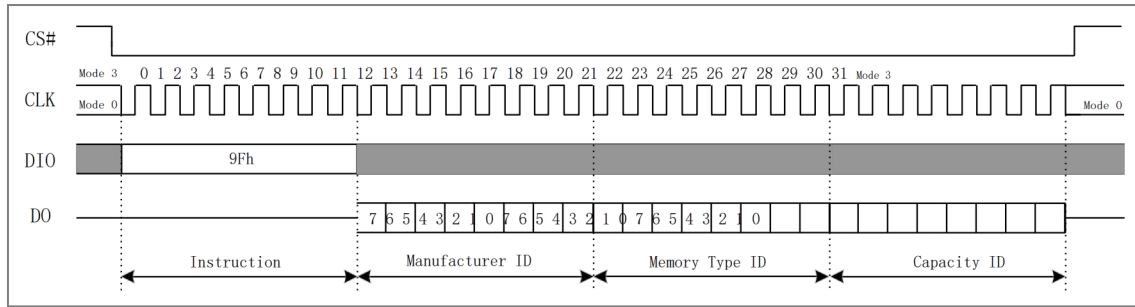 CS#
Mode 3 0 1 2 3 4 5 6 7 8 9 10 11 12 13 14 15 16 17 18 19 20 21 22 23 24 25 26 27 28 29 30 31 Mode 3
CLK
Mode 0 Mode 0
DIO 9Fh
DO 7 6 5 4 3 2 1 0 7 6 5 4 3 2 1 0 7 6 5 4 3 2 1 0
Instruction Manufacturer ID Memory Type ID Capacity ID